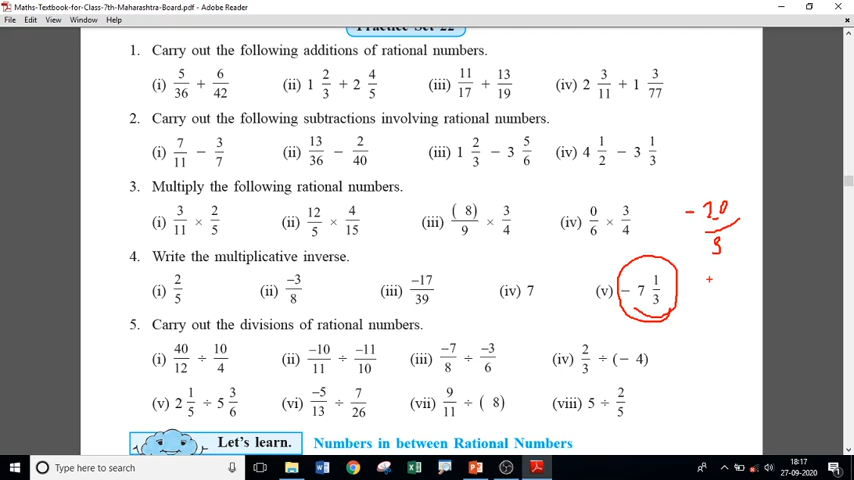 Maths-Textbook-for-Class-7th-Maharashtra-Board.pdf - Adobe Reader
File Edit View Window Help
Practice Set 22
1. Carry out the following additions of rational numbers.
(i) 5/36 + 6/42 (ii) 1 2/3 + 2 4/5 (iii) 11/17 + 13/19 (iv) 2 3/11 + 1 3/77
2. Carry out the following subtractions involving rational numbers.
(i) 7/11 − 3/7 (ii) 13/36 − 2/40 (iii) 1 2/3 − 3 5/6 (iv) 4 1/2 − 3 1/3
3. Multiply the following rational numbers.
(i) 3/11 × 2/5 (ii) 12/5 × 4/15 (iii) ( 8)/9 × 3/4 (iv) 0/6 × 3/4
4. Write the multiplicative inverse.
(i) 2/5 (ii) −3/8 (iii) −17/39 (iv) 7 (v) − 7 1/3
5. Carry out the divisions of rational numbers.
(i) 40/12 ÷ 10/4 (ii) −10/11 ÷ −11/10 (iii) −7/8 ÷ −3/6 (iv) 2/3 ÷ (− 4)
(v) 2 1/5 ÷ 5 3/6 (vi) −5/13 ÷ 7/26 (vii) 9/11 ÷ ( 8) (viii) 5 ÷ 2/5
Let's learn. Numbers in between Rational Numbers
Type here to search
18:17
27-09-2020